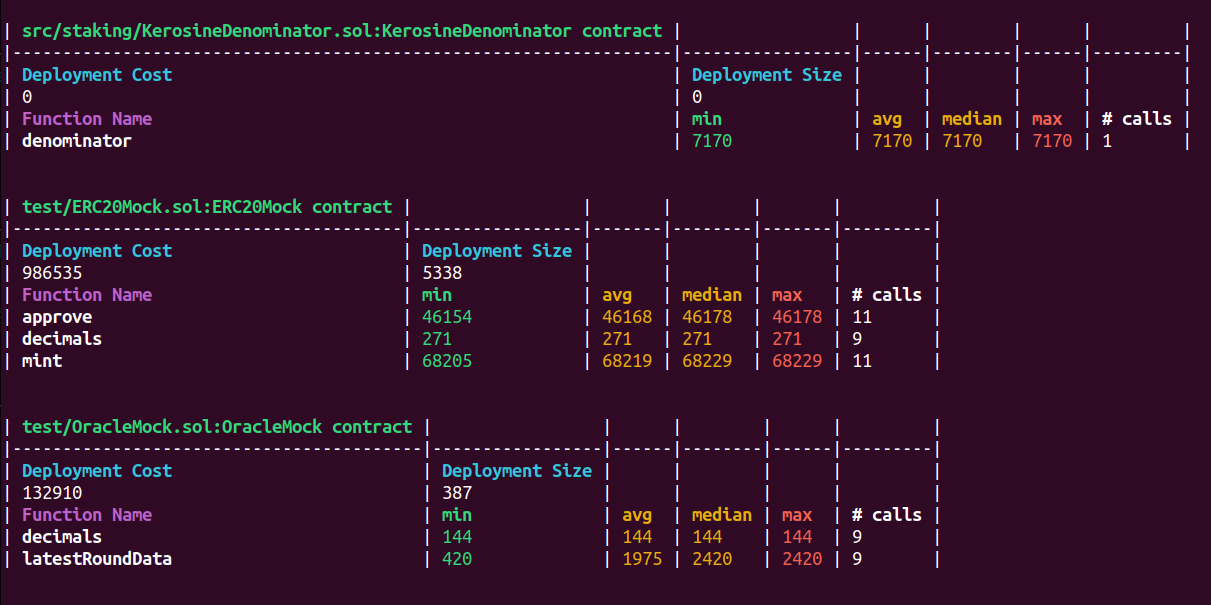 | src/staking/KerosineDenominator.sol:KerosineDenominator contract |                 |      |        |      |         |
|------------------------------------------------------------------|-----------------|------|--------|------|---------|
| Deployment Cost                                                  | Deployment Size |      |        |      |         |
| 0                                                                | 0               |      |        |      |         |
| Function Name                                                    | min             | avg  | median | max  | # calls |
| denominator                                                      | 7170            | 7170 | 7170   | 7170 | 1       |
| test/ERC20Mock.sol:ERC20Mock contract |                 |       |        |       |         |
|---------------------------------------|-----------------|-------|--------|-------|---------|
| Deployment Cost                       | Deployment Size |       |        |       |         |
| 986535                                | 5338            |       |        |       |         |
| Function Name                         | min             | avg   | median | max   | # calls |
| approve                               | 46154           | 46168 | 46178  | 46178 | 11      |
| decimals                              | 271             | 271   | 271    | 271   | 9       |
| mint                                  | 68205           | 68219 | 68229  | 68229 | 11      |
| test/OracleMock.sol:OracleMock contract |                 |      |        |      |         |
|-----------------------------------------|-----------------|------|--------|------|---------|
| Deployment Cost                         | Deployment Size |      |        |      |         |
| 132910                                  | 387             |      |        |      |         |
| Function Name                           | min             | avg  | median | max  | # calls |
| decimals                                | 144             | 144  | 144    | 144  | 9       |
| latestRoundData                         | 420             | 1975 | 2420   | 2420 | 9       |